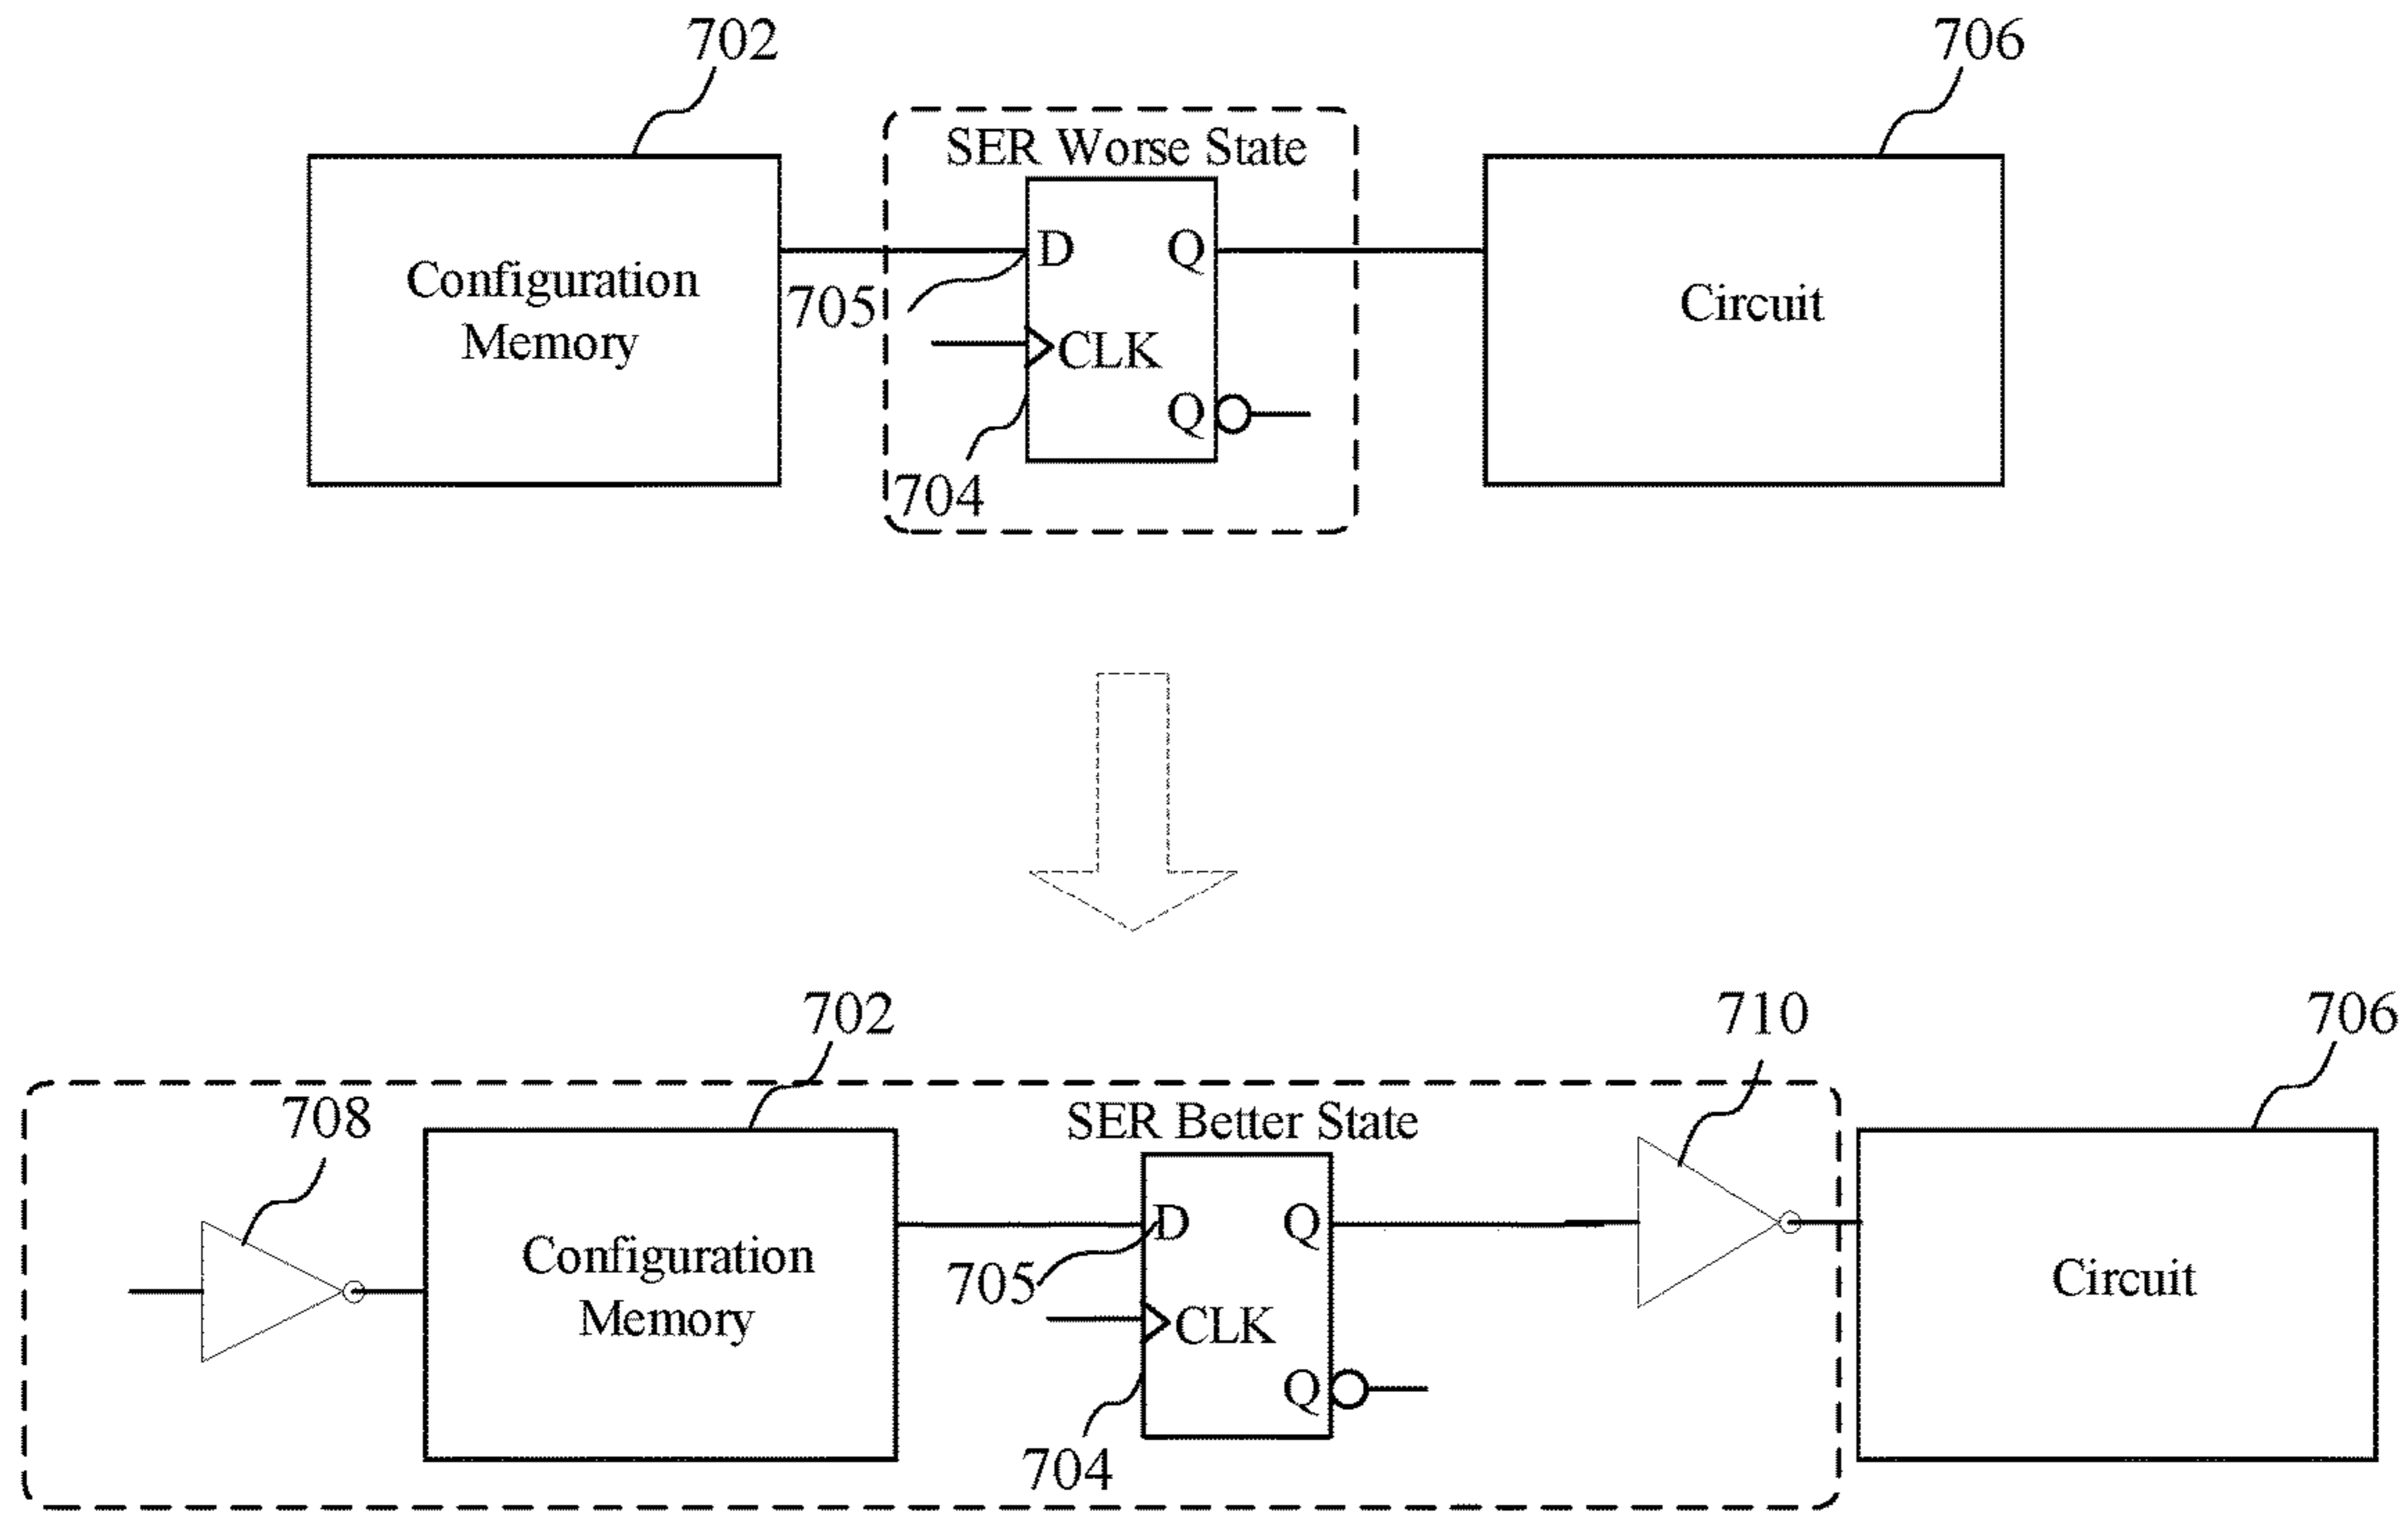 702
706
SER Worse State
D Q
Configuration
Memory
705
Circuit
CLK
Q
704
702
710
706
708
SER Better State
D Q
Configuration
Memory
705
Circuit
CLK
Q
704